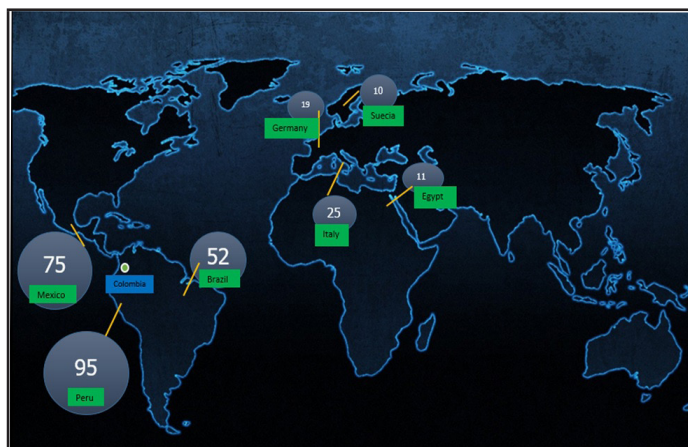 10
Suecia
19
Germany
11
Egypt
25
Italy
75
Mexico
Colombia
52
Brazil
95
Peru